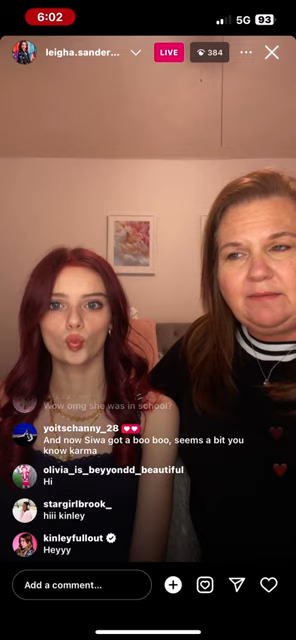 6:02
5G 93
leigha.sander...
LIVE
384
Wow omg she was in school?
yoitschanny_28
And now Siwa got a boo boo, seems a bit you
know karma
olivia_is_beyyondd_beautiful
Hi
stargirlbrook_
hiii kinley
kinleyfullout
Heyyy
Add a comment...